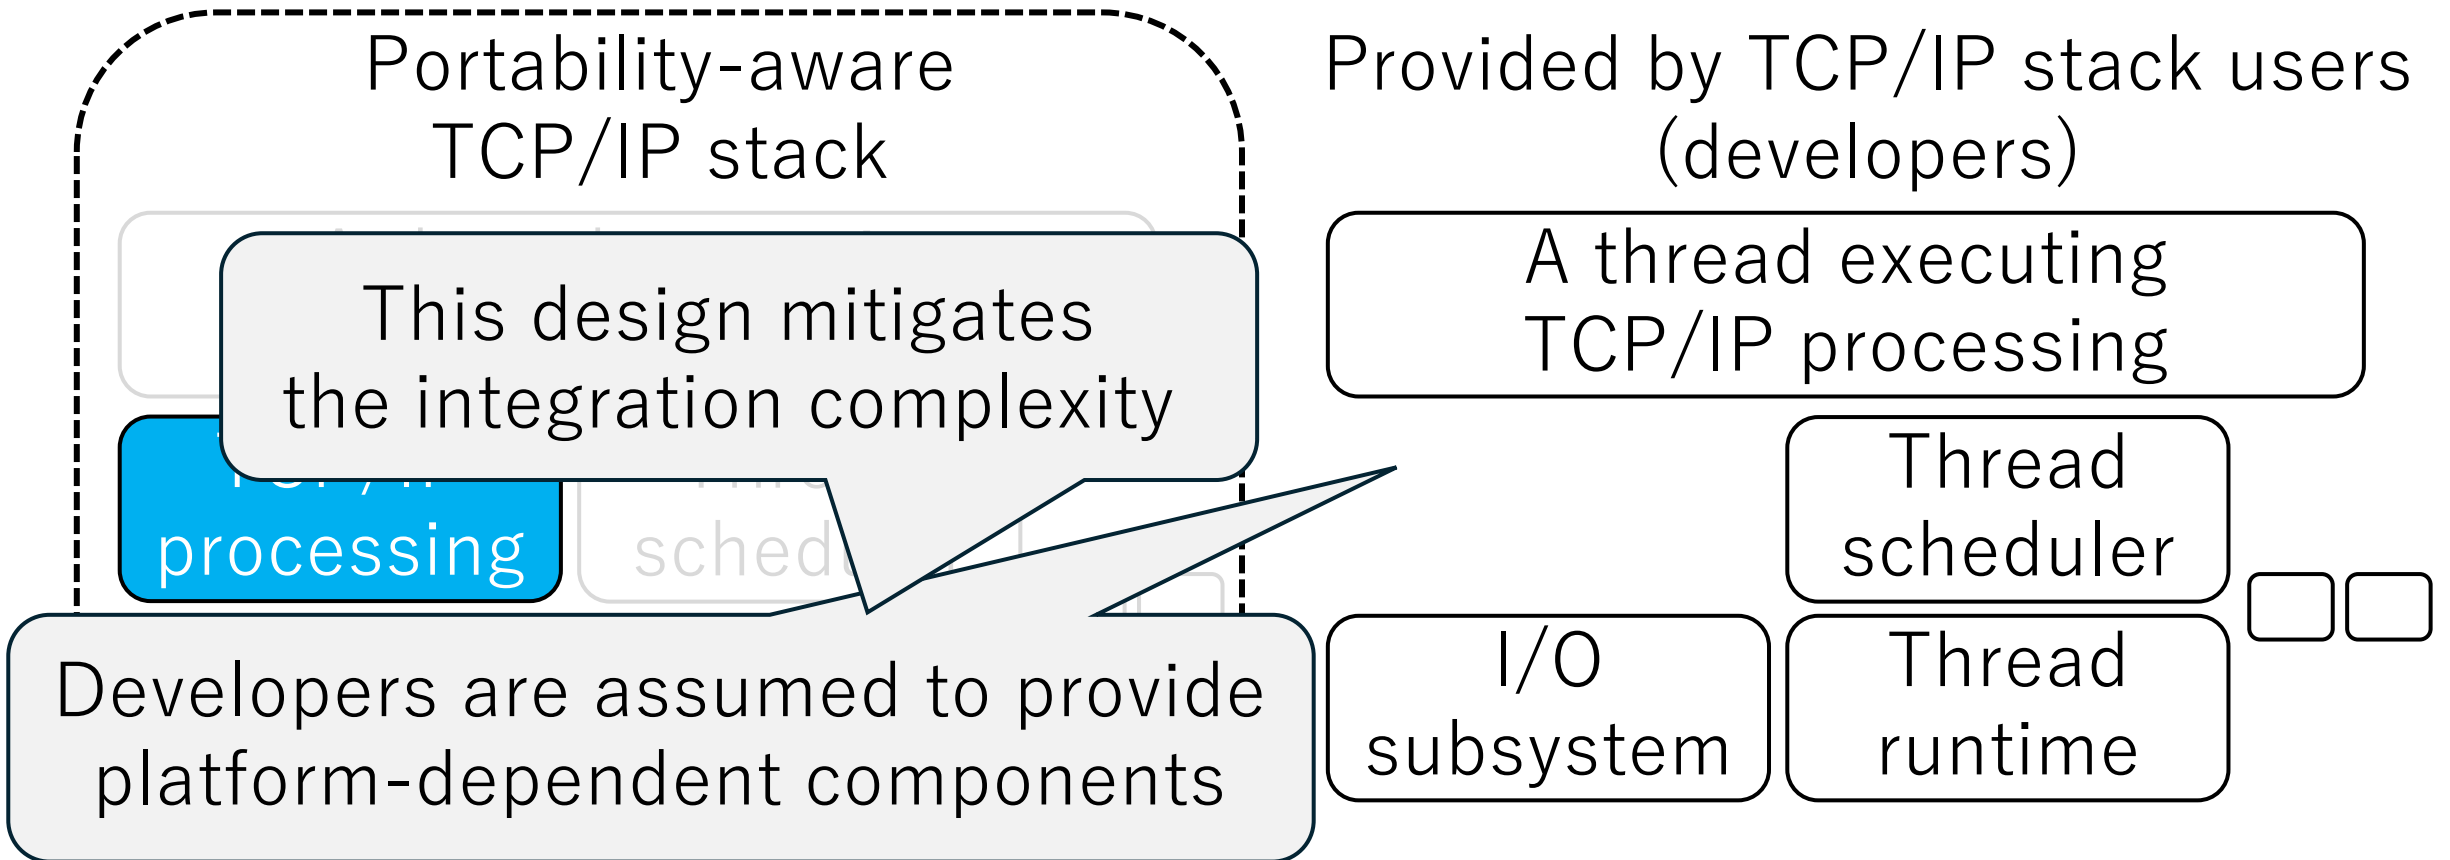 Portability-aware
TCP/IP stack
Provided by TCP/IP stack users
(developers)
This design mitigates
the integration complexity
A thread executing
TCP/IP processing
processing
Thread
scheduler
Developers are assumed to provide
platform-dependent components
I/O
subsystem
Thread
runtime